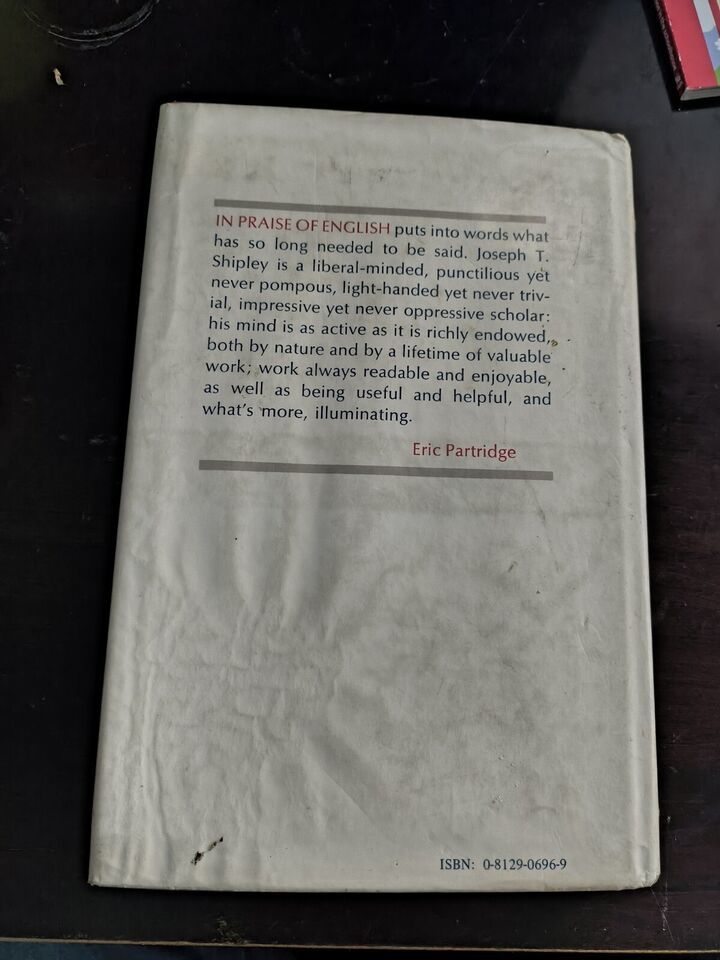 IN PRAISE OF ENGLISH puts into words what
has so long needed to be said. Joseph T.
Shipley is a liberal-minded, punctilious yet
never pompous, light-handed yet never triv-
ial, impressive yet never oppressive scholar:
his mind is as active as it is richly endowed,
both by nature and by a lifetime of valuable
work; work always readable and enjoyable,
as well as being useful and helpful, and
what's more, illuminating.
Eric Partridge
ISBN: 0-8129-0696-9